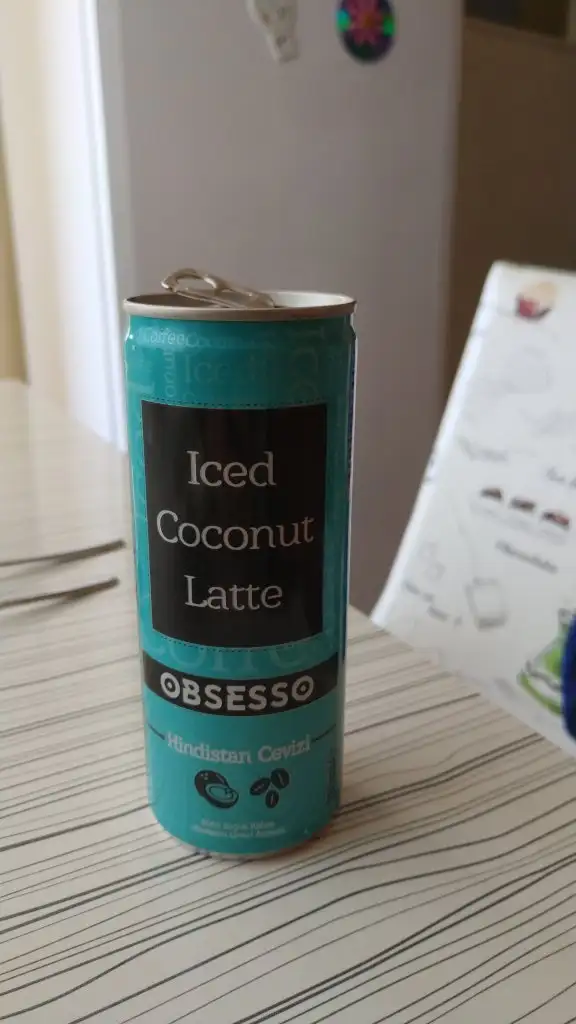 Iced
Coconut
Latte
OBSESSO
Hindistan Cevizi